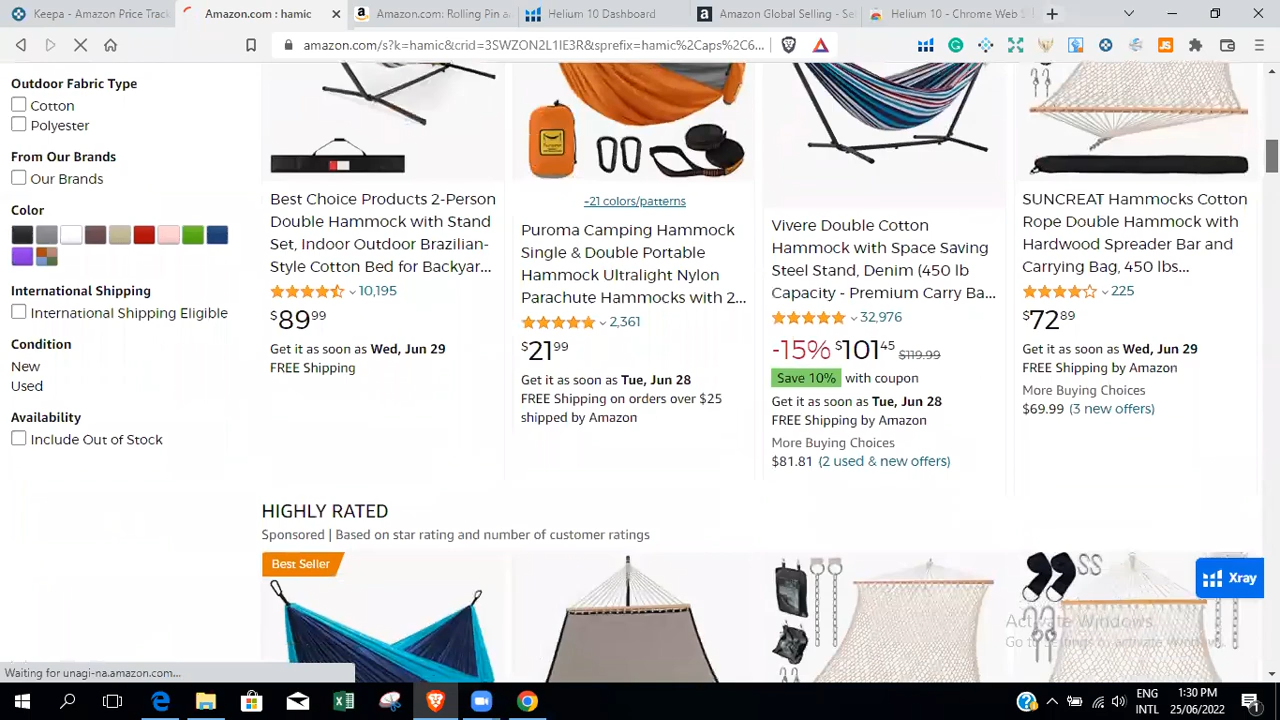 Keepa - Amazon Price Track
Amazon.com : hamic
Amazon.com: Rolling Pin a
Helium 10 Dashboard
Amazon Global Selling - Sel
Helium 10 - Chrome Web S
amazon.com/s?k=hamic&crid=3SWZON2L1IE3R&sprefix=hamic%2Caps%2C6...
Outdoor Fabric Type
Cotton
Polyester
From Our Brands
Our Brands
Color
International Shipping
International Shipping Eligible
Condition
New
Used
Availability
Include Out of Stock
Best Choice Products 2-Person
Double Hammock with Stand
Set, Indoor Outdoor Brazilian-
Style Cotton Bed for Backyar...
10,195
$89.99
Get it as soon as Wed, Jun 29
FREE Shipping
~21 colors/patterns
Puroma Camping Hammock
Single & Double Portable
Hammock Ultralight Nylon
Parachute Hammocks with 2...
2,361
$21.99
Get it as soon as Tue, Jun 28
FREE Shipping on orders over $25
shipped by Amazon
Vivere Double Cotton
Hammock with Space Saving
Steel Stand, Denim (450 lb
Capacity - Premium Carry Ba...
32,976
-15% $101.45 $119.99
Save 10% with coupon
Get it as soon as Tue, Jun 28
FREE Shipping by Amazon
More Buying Choices
$81.81 (2 used & new offers)
SUNCREAT Hammocks Cotton
Rope Double Hammock with
Hardwood Spreader Bar and
Carrying Bag, 450 lbs...
225
$72.89
Get it as soon as Wed, Jun 29
FREE Shipping by Amazon
More Buying Choices
$69.99 (3 new offers)
HIGHLY RATED
Sponsored | Based on star rating and number of customer ratings
Best Seller
Xray
Activate Windows
Go to Settings to activate Windows.
Waiting for unagi-na.amazon.com...
ENG
INTL
1:30 PM
25/06/2022